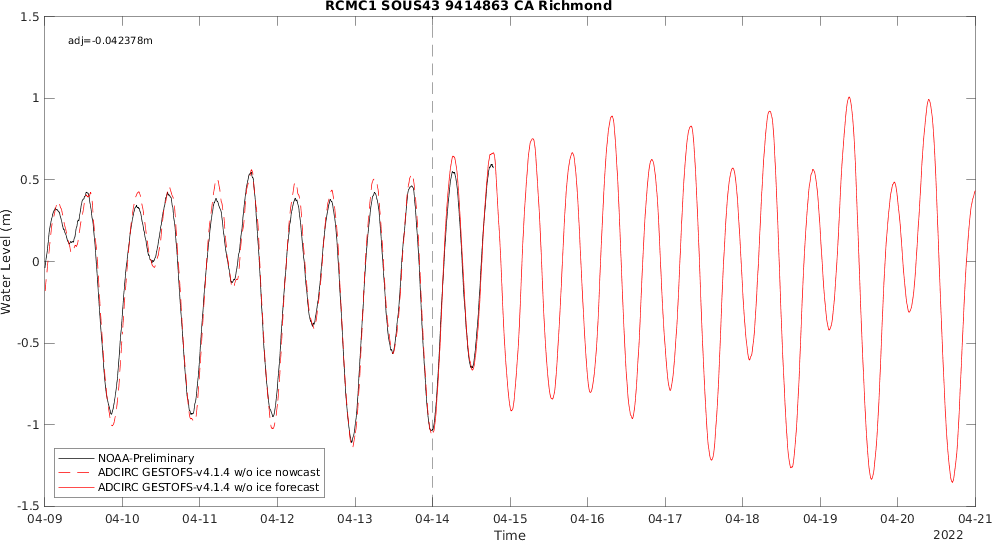 RCMC1 SOUS43 9414863 CA Richmond
adj=-0.042378m
Water Level (m)
1.5
1
0.5
0
-0.5
-1
-1.5
NOAA-Preliminary
ADCIRC GESTOFS-v4.1.4 w/o ice nowcast
ADCIRC GESTOFS-v4.1.4 w/o ice forecast
04-09 04-10 04-11 04-12 04-13 04-14 04-15 04-16 04-17 04-18 04-19 04-20 04-21
Time
2022